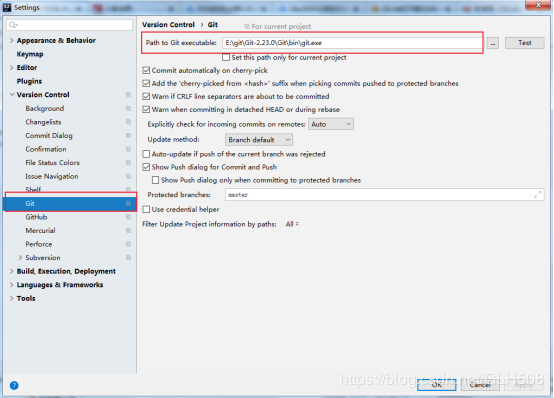 Settings
Version Control › Git
For current project
Appearance & Behavior
Keymap
Editor
Plugins
Version Control
Background
Changelists
Commit Dialog
Confirmation
File Status Colors
Issue Navigation
Shelf
Git
GitHub
Mercurial
Perforce
Subversion
Build, Execution, Deployment
Languages & Frameworks
Tools
Path to Git executable: E:\git\Git-2.23.0\Git\bin\git.exe ... Test
Set this path only for current project
Commit automatically on cherry-pick
Add the 'cherry-picked from <hash>' suffix when picking commits pushed to protected branches
Warn if CRLF line separators are about to be committed
Warn when committing in detached HEAD or during rebase
Explicitly check for incoming commits on remotes: Auto
Update method: Branch default
Auto-update if push of the current branch was rejected
Show Push dialog for Commit and Push
Show Push dialog only when committing to protected branches
Protected branches: master
Use credential helper
Filter Update Project information by paths: All
OK Cancel Apply
https://blog.csdn.net/GLH508